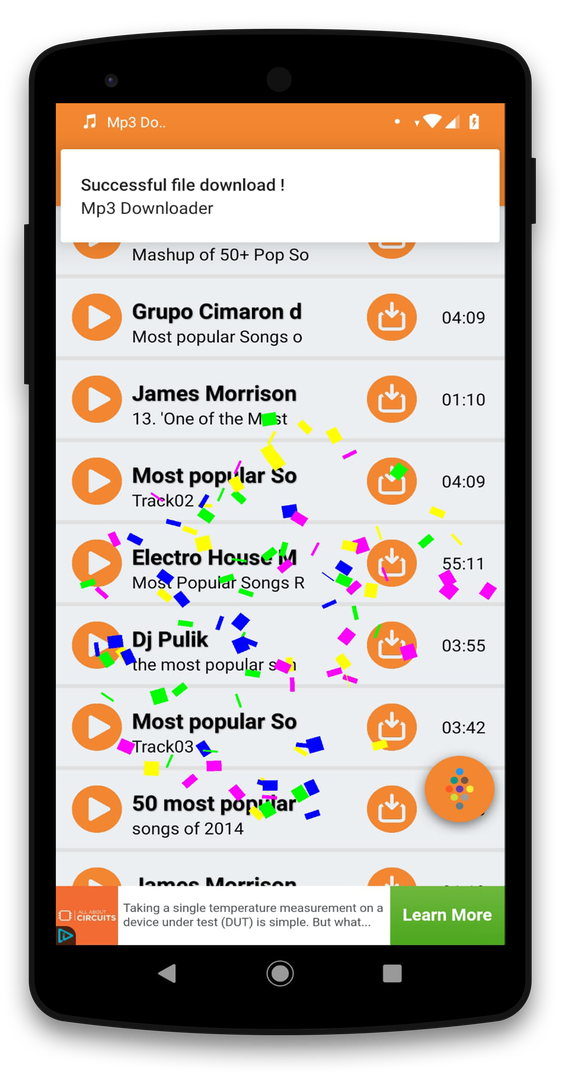 Mp3 Do..
Successful file download !
Mp3 Downloader
Mashup of 50+ Pop So
Grupo Cimaron d
Most popular Songs o
04:09
James Morrison
13. 'One of the Most
01:10
Most popular So
Track02
04:09
Electro House M
Most Popular Songs R
55:11
Dj Pulik
the most popular son
03:55
Most popular So
Track03
03:42
50 most popular
songs of 2014
James Morrison
ALL ABOUT
CIRCUITS
Taking a single temperature measurement on a
device under test (DUT) is simple. But what...
Learn More